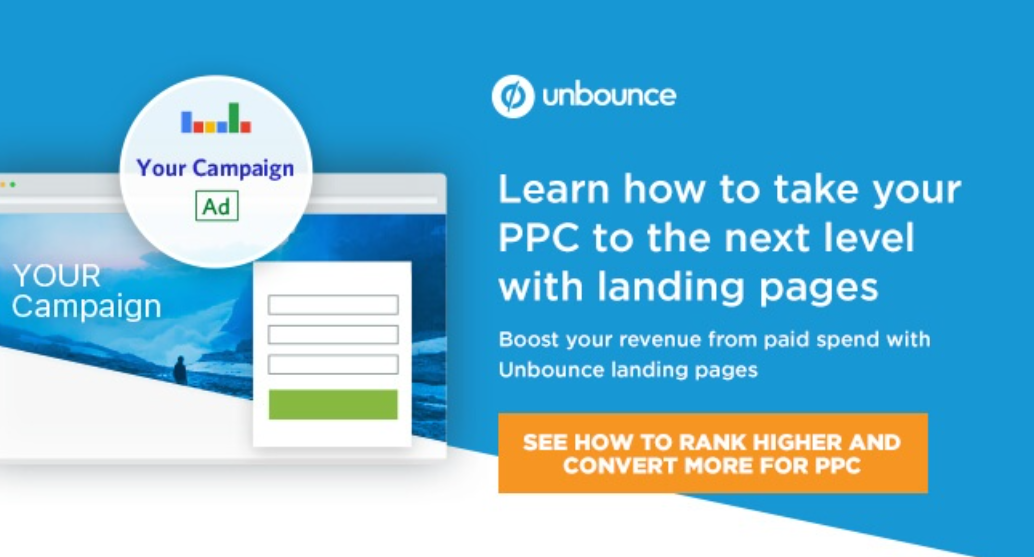 unbounce
Your Campaign
Ad
YOUR
Campaign
Learn how to take your
PPC to the next level
with landing pages
Boost your revenue from paid spend with
Unbounce landing pages
SEE HOW TO RANK HIGHER AND
CONVERT MORE FOR PPC